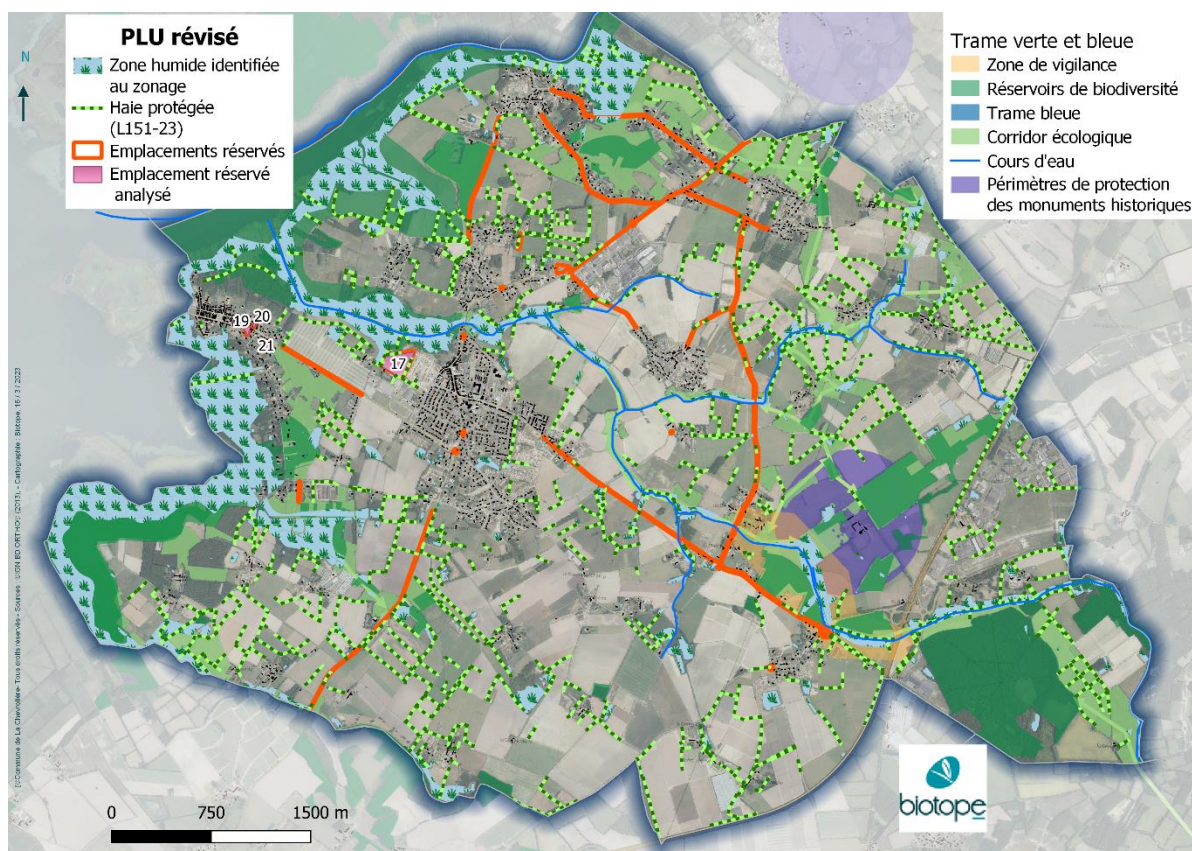 PLU révisé
Zone humide identifiée
au zonage
Haie protégée
(L151-23)
Emplacements réservés
Emplacement réservé
analysé
Trame verte et bleue
Zone de vigilance
Réservoirs de biodiversité
Trame bleue
Corridor écologique
Cours d'eau
Périmètres de protection
des monuments historiques
N
19 20
21
17
0 750 1500 m
biotope